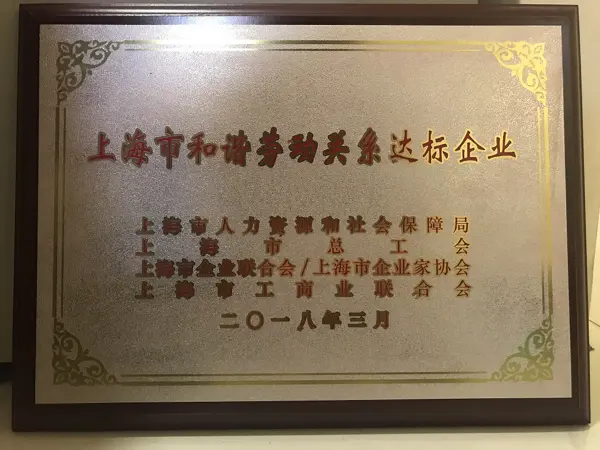 上海市和谐劳动关系达标企业
上海市人力资源和社会保障局
上海市总工会
上海市企业联合会/上海市企业家协会
上海市工商业联合会
二〇一八年三月